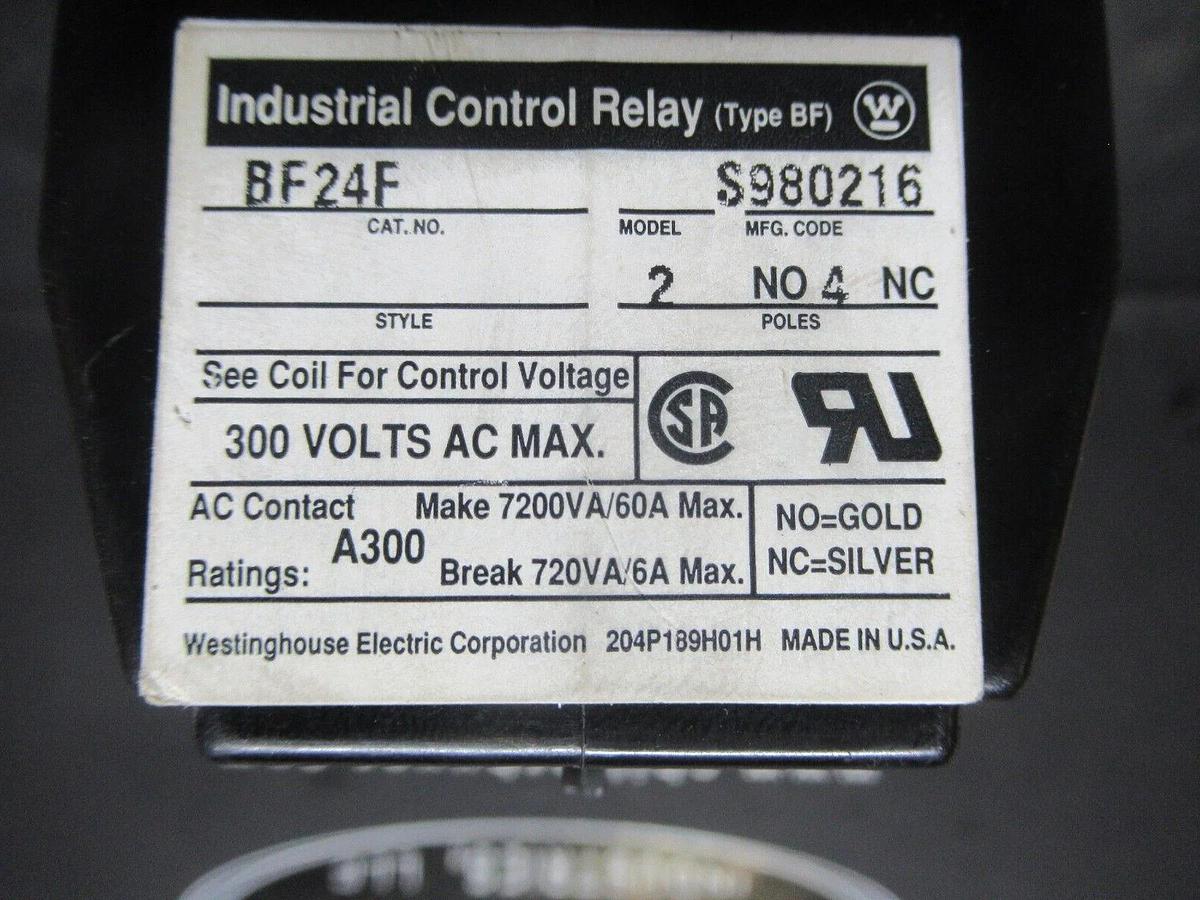 Industrial Control Relay (Type BF) W
BF24F S980216
CAT. NO. MODEL MFG. CODE
2 NO 4 NC
STYLE POLES
See Coil For Control Voltage
300 VOLTS AC MAX.
CSA RU
AC Contact Make 7200VA/60A Max.
NO=GOLD
A300
Ratings: Break 720VA/6A Max.
NC=SILVER
Westinghouse Electric Corporation 204P189H01H MADE IN U.S.A.